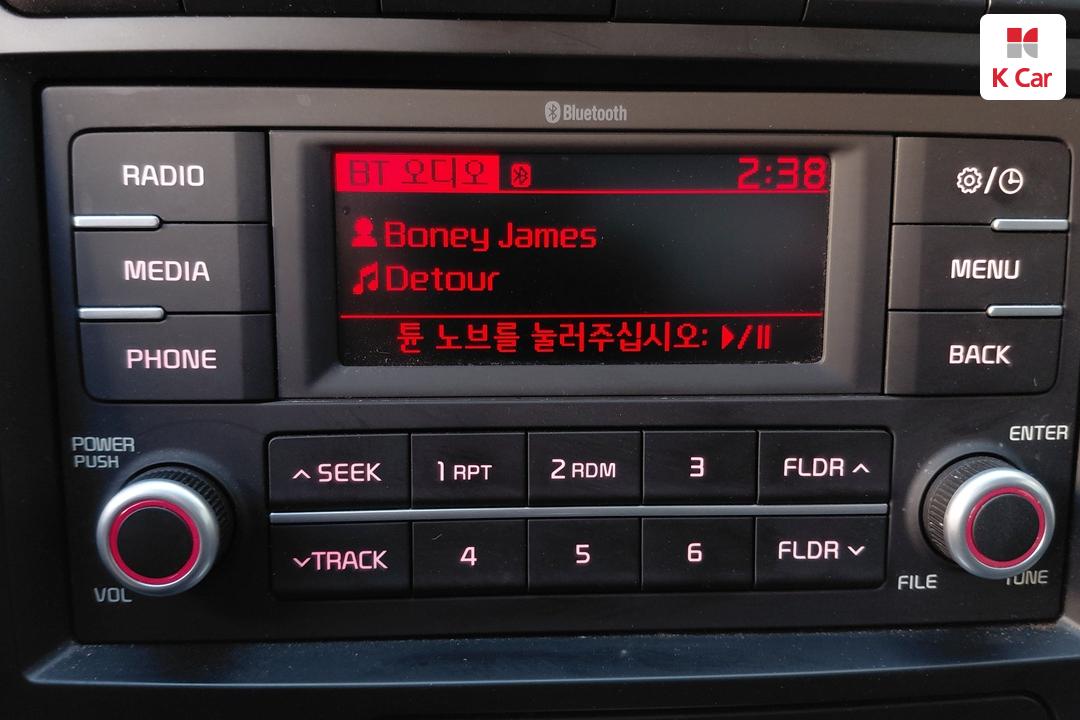 K Car
Bluetooth
RADIO
MEDIA
PHONE
BT 오디오
2:38
Boney James
Detour
튠 노브를 눌러주십시오: ▶/II
MENU
BACK
POWER
PUSH
VOL
SEEK
1 RPT
2 RDM
3
FLDR
TRACK
4
5
6
FLDR
ENTER
FILE
TUNE